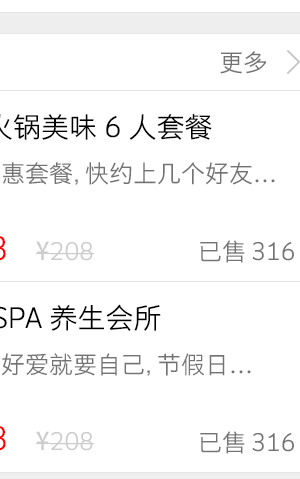 更多
火锅美味 6 人套餐
惠套餐, 快约上几个好友...
8 ¥208 已售 316
SPA 养生会所
好爱就要自己, 节假日...
8 ¥208 已售 316